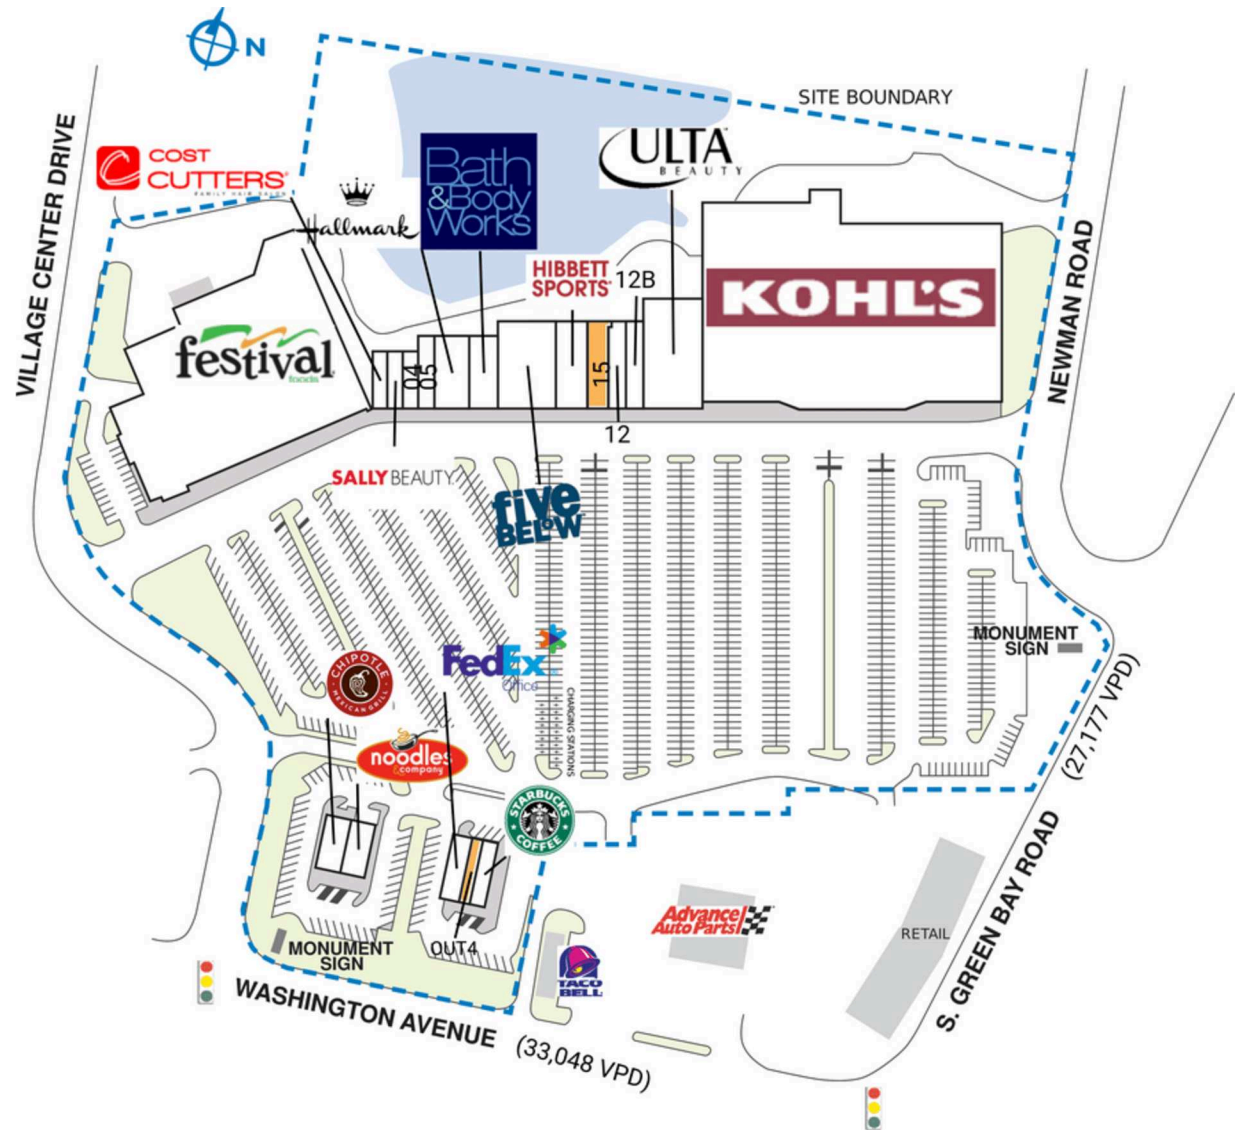 N
SITE BOUNDARY
VILLAGE CENTER DRIVE
COST
CUTTERS
FAMILY HAIR SALON
Hallmark
Bath
&Body
Works
ULTA
BEAUTY
HIBBETT
SPORTS
12B
KOHL'S
NEWMAN ROAD
festival
foods
04
05
15
12
SALLY BEAUTY
five
BELOW
MONUMENT
SIGN
CHIPOTLE
MEXICAN GRILL
FedEx
Office
CHARGING STATIONS
noodles
& company
STARBUCKS
COFFEE
(27,177 VPD)
S. GREEN BAY ROAD
Advance
Auto Parts
RETAIL
MONUMENT
SIGN
OUT4
TACO
BELL
WASHINGTON AVENUE
(33,048 VPD)